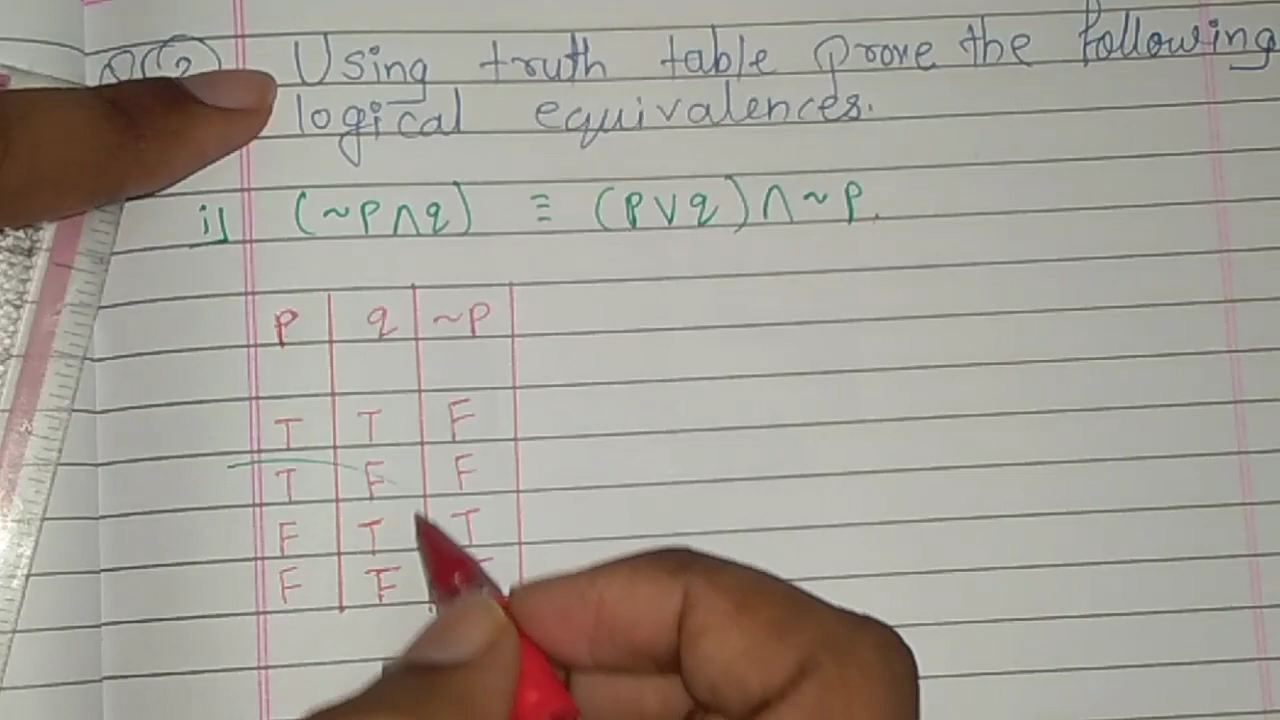 Using truth table prove the following
logical equivalences.
i) (~p∧q) ≡ (p∨q)∧~p.
p q ~p
T T F
T F F
F T T
F F